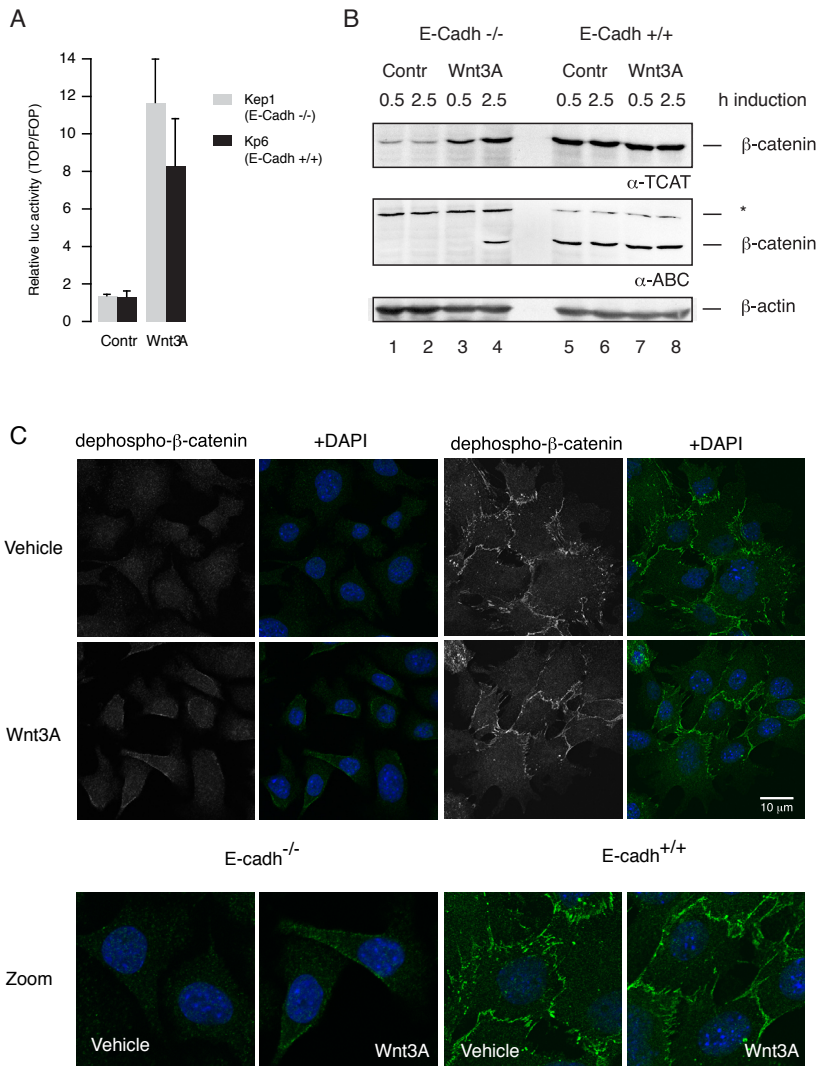 A
Relative luc activity (TOP/FOP)
14
12
10
8
6
4
2
0
Contr Wnt3A
Kep1
(E-Cadh -/-)
Kp6
(E-Cadh +/+)
B
E-Cadh -/- E-Cadh +/+
Contr Wnt3A Contr Wnt3A
0.5 2.5 0.5 2.5 0.5 2.5 0.5 2.5 h induction
β-catenin
α-TCAT
*
β-catenin
α-ABC
β-actin
1 2 3 4 5 6 7 8
C
dephospho-β-catenin +DAPI dephospho-β-catenin +DAPI
Vehicle
Wnt3A
10 μm
E-cadh-/- E-cadh+/+
Zoom
Vehicle Wnt3A Vehicle Wnt3A